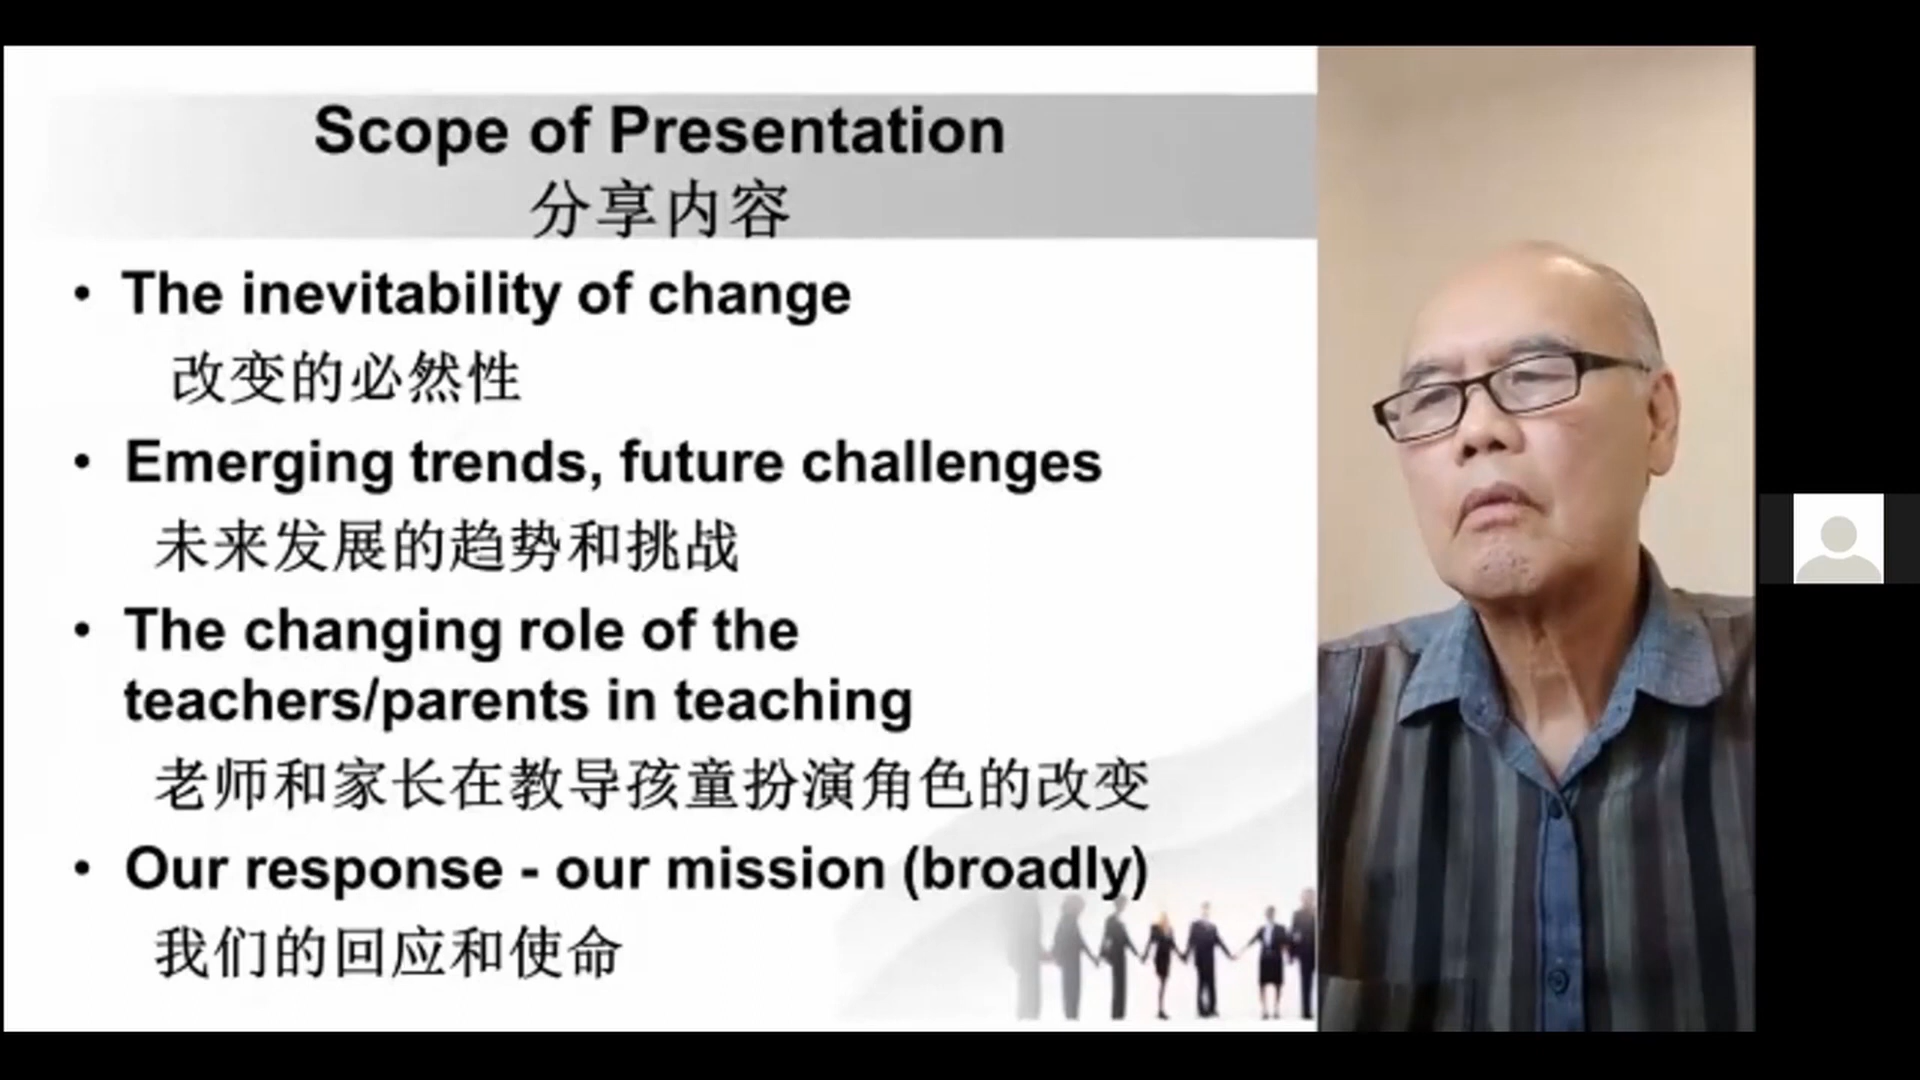 Scope of Presentation
分享内容
• The inevitability of change
改变的必然性
• Emerging trends, future challenges
未来发展的趋势和挑战
• The changing role of the
teachers/parents in teaching
老师和家长在教导孩童扮演角色的改变
• Our response - our mission (broadly)
我们的回应和使命